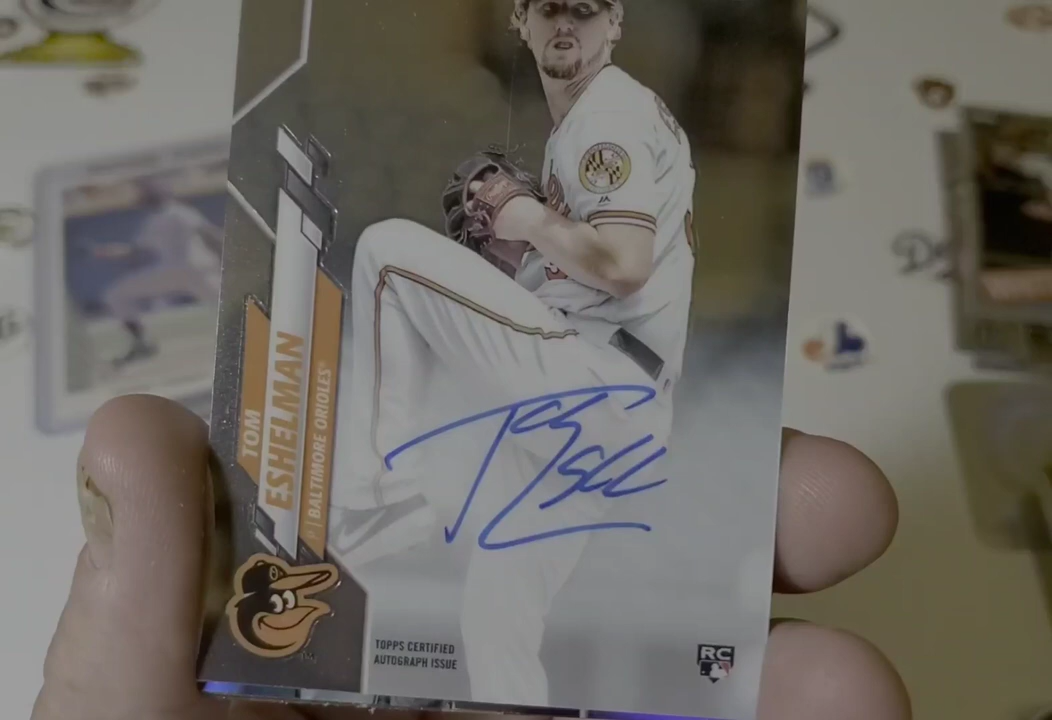 TOM
ESHELMAN
P | BALTIMORE ORIOLES
TOPPS CERTIFIED
AUTOGRAPH ISSUE
RC